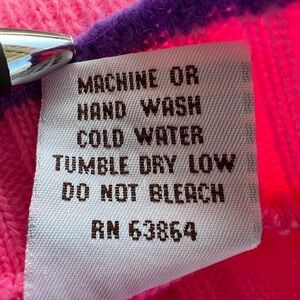 MACHINE OR
HAND WASH
COLD WATER
TUMBLE DRY LOW
DO NOT BLEACH
RN 63864